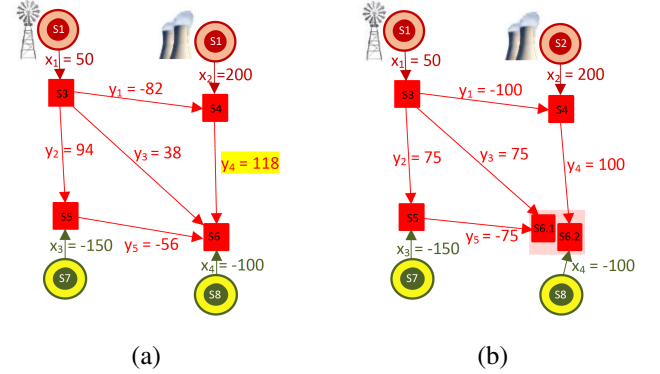 S1
S1
x₁ = 50
x₂ = 200
y₁ = -82
S3
S4
y₂ = 94
y₃ = 38
y₄ = 118
S5
S6
x₃ = -150
y₅ = -56
x₄ = -100
S7
S8
(a)
S1
S2
x₁ = 50
x₂ = 200
y₁ = -100
S3
S4
y₂ = 75
y₃ = 75
y₄ = 100
S5
S6.1
S6.2
x₃ = -150
y₅ = -75
x₄ = -100
S7
S8
(b)